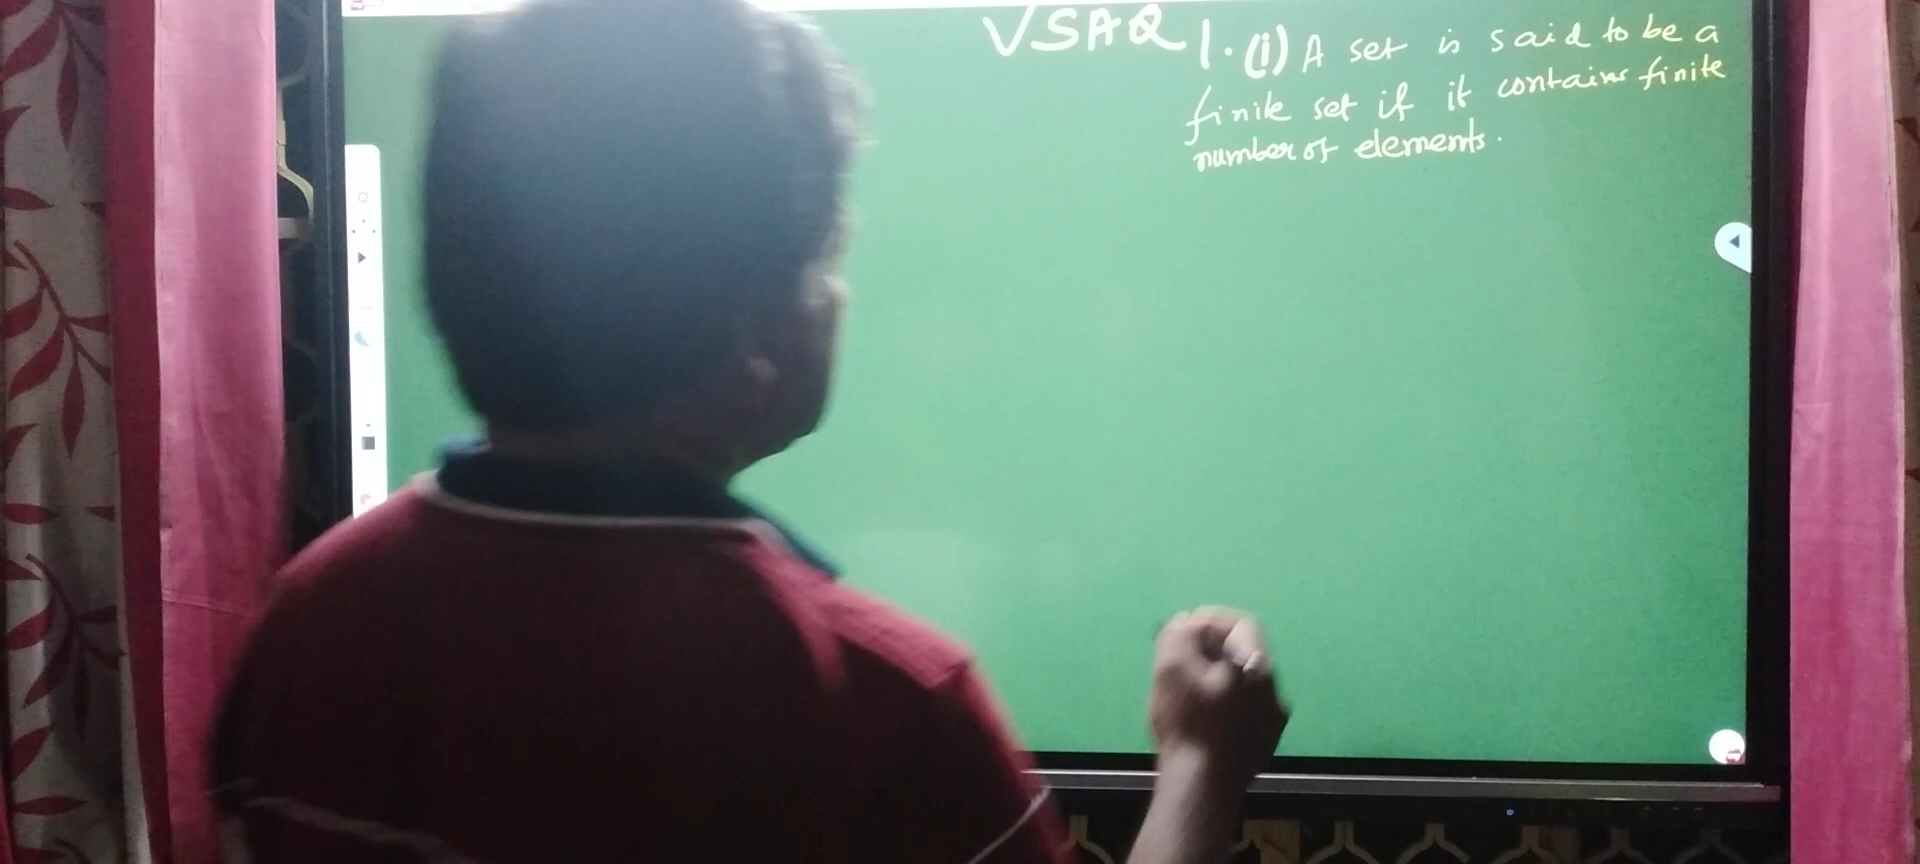 VSAQ 1. (i) A set is said to be a
finite set if it contains finite
number of elements.